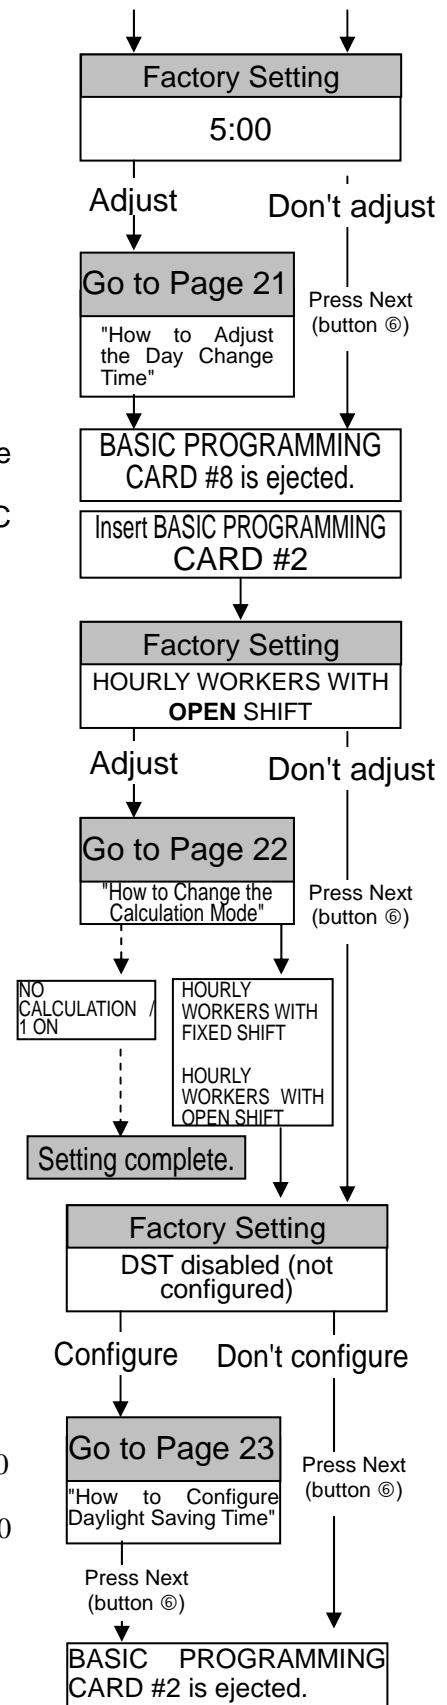 Factory Setting
5:00
Adjust
Don't adjust
Go to Page 21
"How to Adjust
the Day Change
Time"
Press Next
(button ⑥)
e
BASIC PROGRAMMING
CARD #8 is ejected.
C
Insert BASIC PROGRAMMING
CARD #2
Factory Setting
HOURLY WORKERS WITH
OPEN SHIFT
Adjust
Don't adjust
Go to Page 22
"How to Change the
Calculation Mode"
Press Next
(button ⑥)
NO
CALCULATION /
1 ON
HOURLY
WORKERS WITH
FIXED SHIFT
HOURLY
WORKERS WITH
OPEN SHIFT
Setting complete.
Factory Setting
DST disabled (not
configured)
Configure
Don't configure
Go to Page 23
"How to Configure
Daylight Saving Time"
Press Next
(button ⑥)
0
0
Press Next
(button ⑥)
BASIC PROGRAMMING
CARD #2 is ejected.